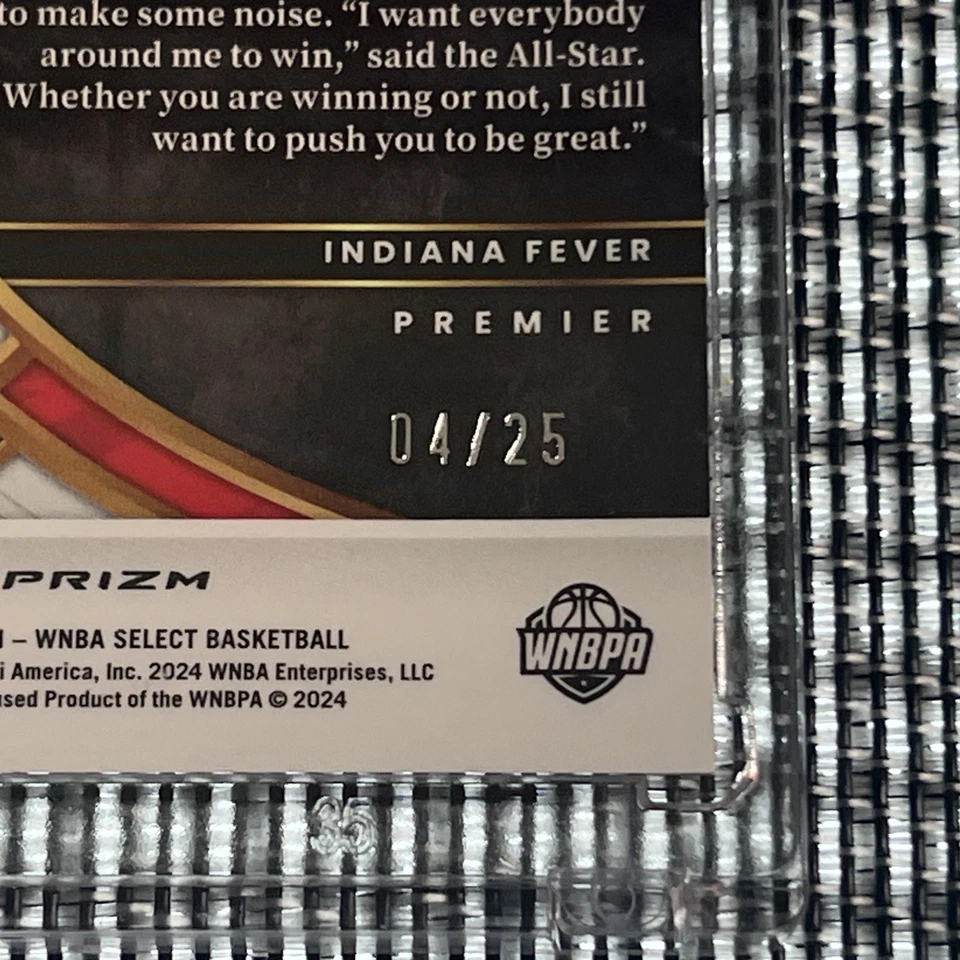 to make some noise. “I want everybody
around me to win,” said the All-Star.
Whether you are winning or not, I still
want to push you to be great.”
INDIANA FEVER
PREMIER
04/25
PRIZM
– WNBA SELECT BASKETBALL
America, Inc. 2024 WNBA Enterprises, LLC
Product of the WNBPA © 2024
WNBPA
35